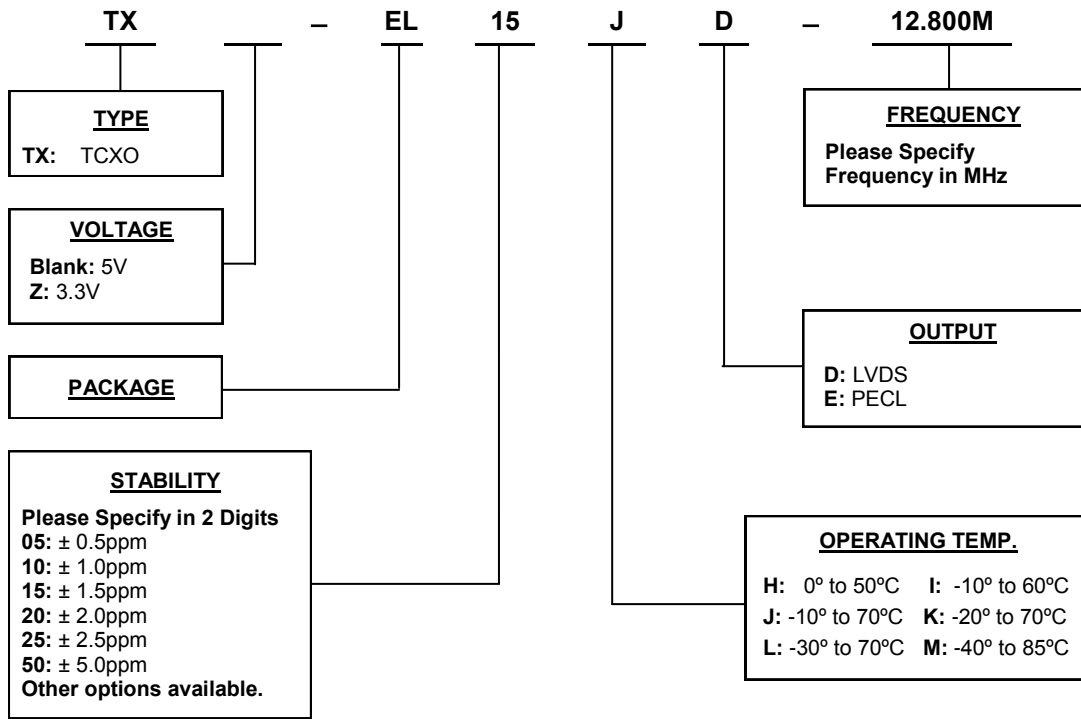 TX – EL 15 J D – 12.800M
TYPE
TX: TCXO
VOLTAGE
Blank: 5V
Z: 3.3V
PACKAGE
STABILITY
Please Specify in 2 Digits
05: ± 0.5ppm
10: ± 1.0ppm
15: ± 1.5ppm
20: ± 2.0ppm
25: ± 2.5ppm
50: ± 5.0ppm
Other options available.
FREQUENCY
Please Specify
Frequency in MHz
OUTPUT
D: LVDS
E: PECL
OPERATING TEMP.
H: 0º to 50ºC I: -10º to 60ºC
J: -10º to 70ºC K: -20º to 70ºC
L: -30º to 70ºC M: -40º to 85ºC